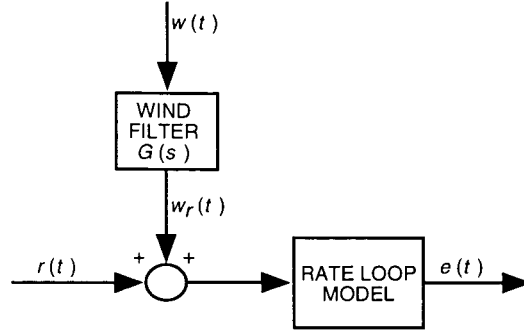 w(t)
WIND
FILTER
G(s)
w_r(t)
+ +
r(t)
RATE LOOP
MODEL
e(t)